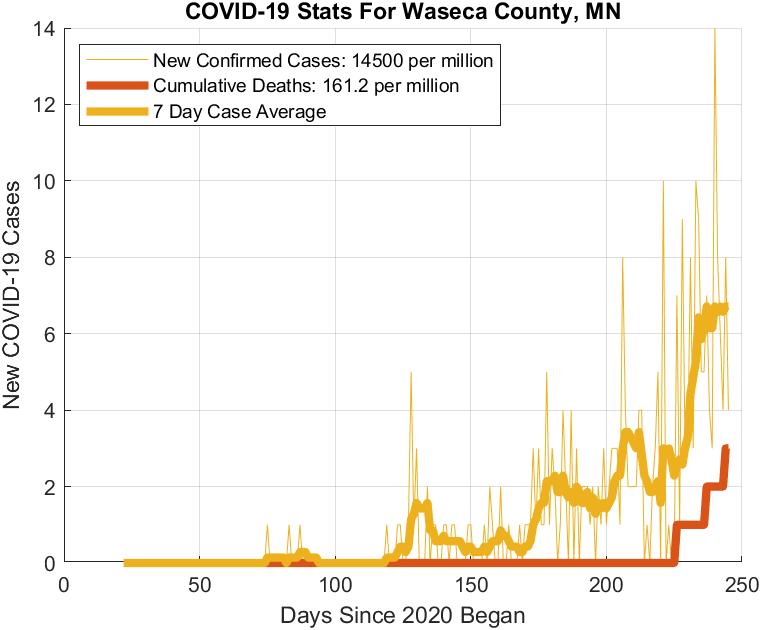 COVID-19 Stats For Waseca County, MN
14
12
10
8
6
4
2
0
New COVID-19 Cases
New Confirmed Cases: 14500 per million
Cumulative Deaths: 161.2 per million
7 Day Case Average
0
50
100
150
200
250
Days Since 2020 Began